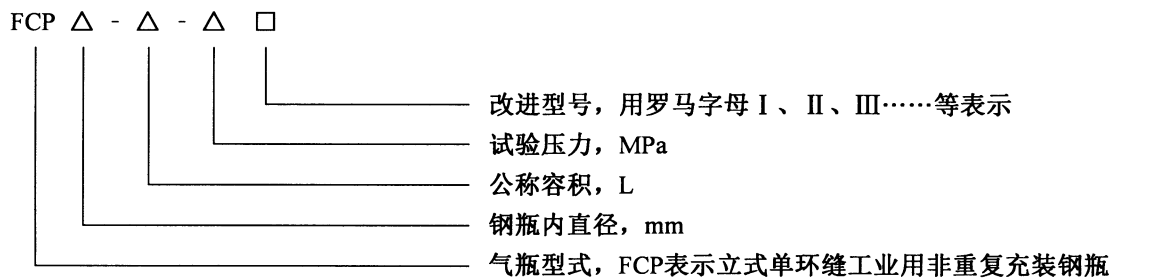 FCP △ - △ - △ □
改进型号，用罗马字母Ⅰ、Ⅱ、Ⅲ……等表示
试验压力，MPa
公称容积，L
钢瓶内直径，mm
气瓶型式，FCP表示立式单环缝工业用非重复充装钢瓶